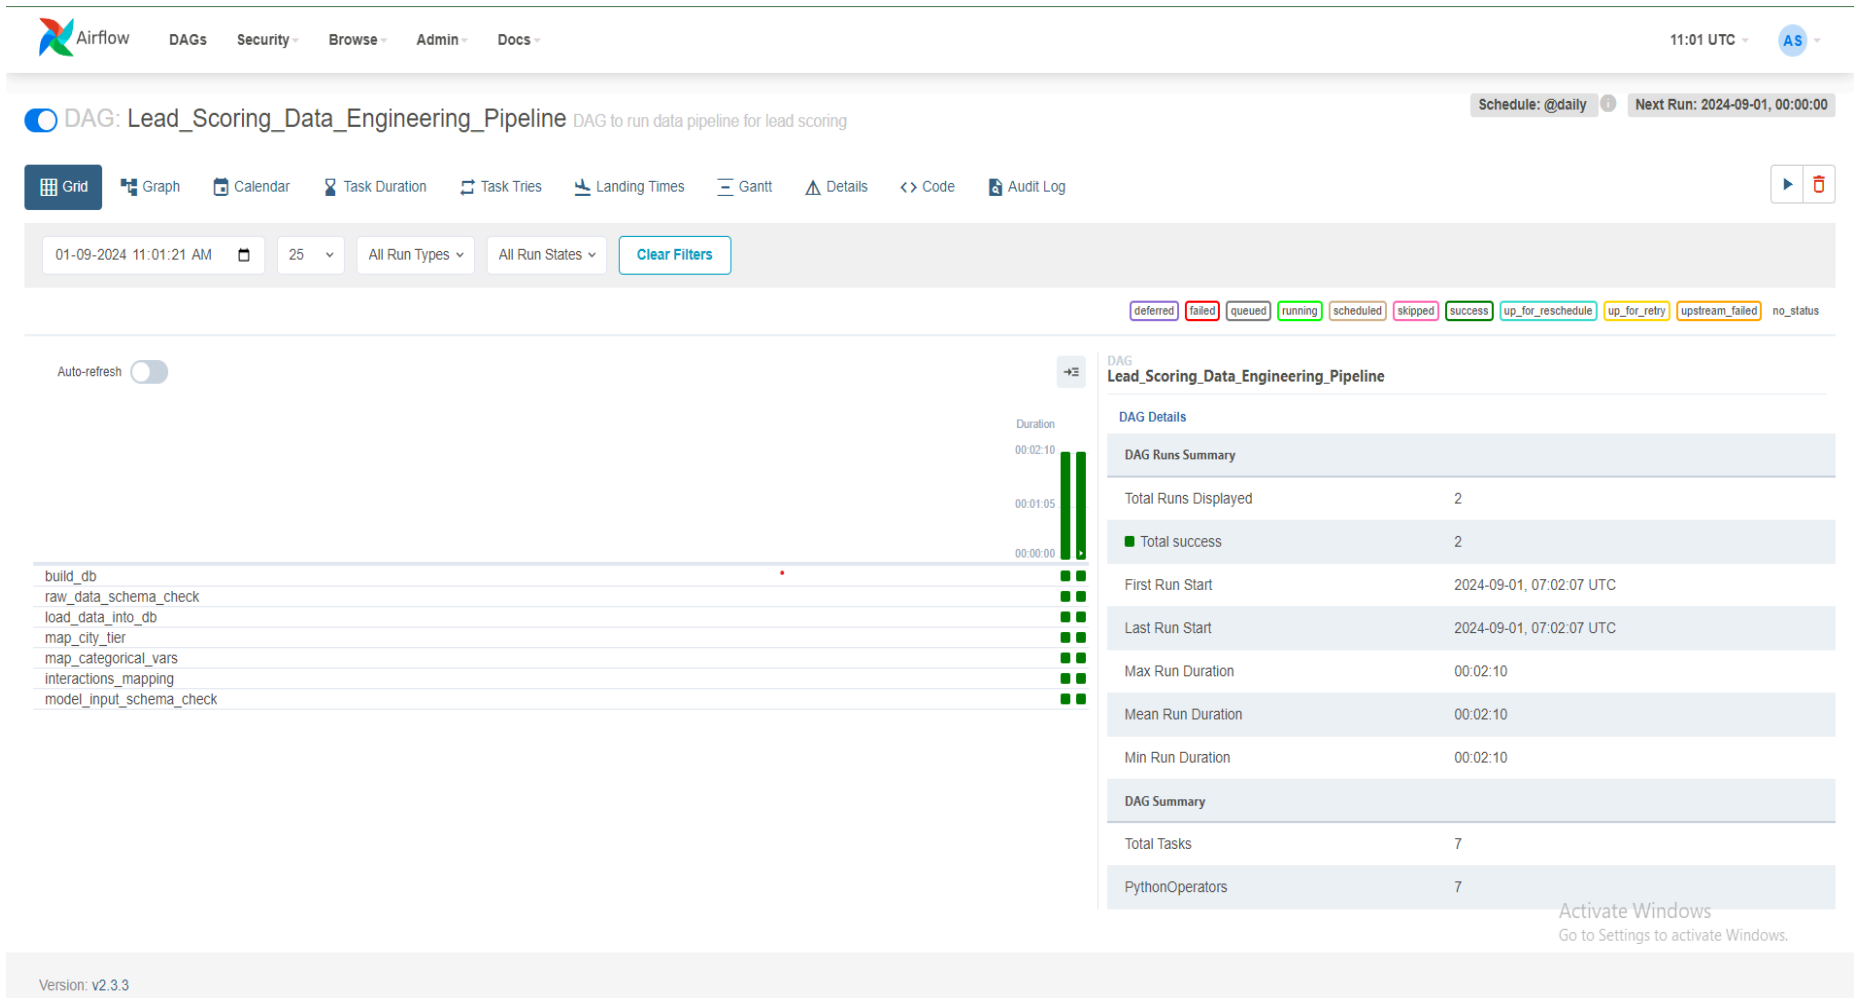 Airflow DAGs Security Browse Admin Docs 11:01 UTC AS
Schedule: @daily Next Run: 2024-09-01, 00:00:00
DAG: Lead_Scoring_Data_Engineering_Pipeline DAG to run data pipeline for lead scoring
Grid Graph Calendar Task Duration Task Tries Landing Times Gantt Details Code Audit Log
01-09-2024 11:01:21 AM 25 All Run Types All Run States Clear Filters
deferred failed queued running scheduled skipped success up_for_reschedule up_for_retry upstream_failed no_status
Auto-refresh
Duration
00:02:10
00:01:05
00:00:00
build_db
raw_data_schema_check
load_data_into_db
map_city_tier
map_categorical_vars
interactions_mapping
model_input_schema_check
DAG
Lead_Scoring_Data_Engineering_Pipeline
DAG Details
DAG Runs Summary
Total Runs Displayed 2
Total success 2
First Run Start 2024-09-01, 07:02:07 UTC
Last Run Start 2024-09-01, 07:02:07 UTC
Max Run Duration 00:02:10
Mean Run Duration 00:02:10
Min Run Duration 00:02:10
DAG Summary
Total Tasks 7
PythonOperators 7
Activate Windows
Go to Settings to activate Windows.
Version: v2.3.3